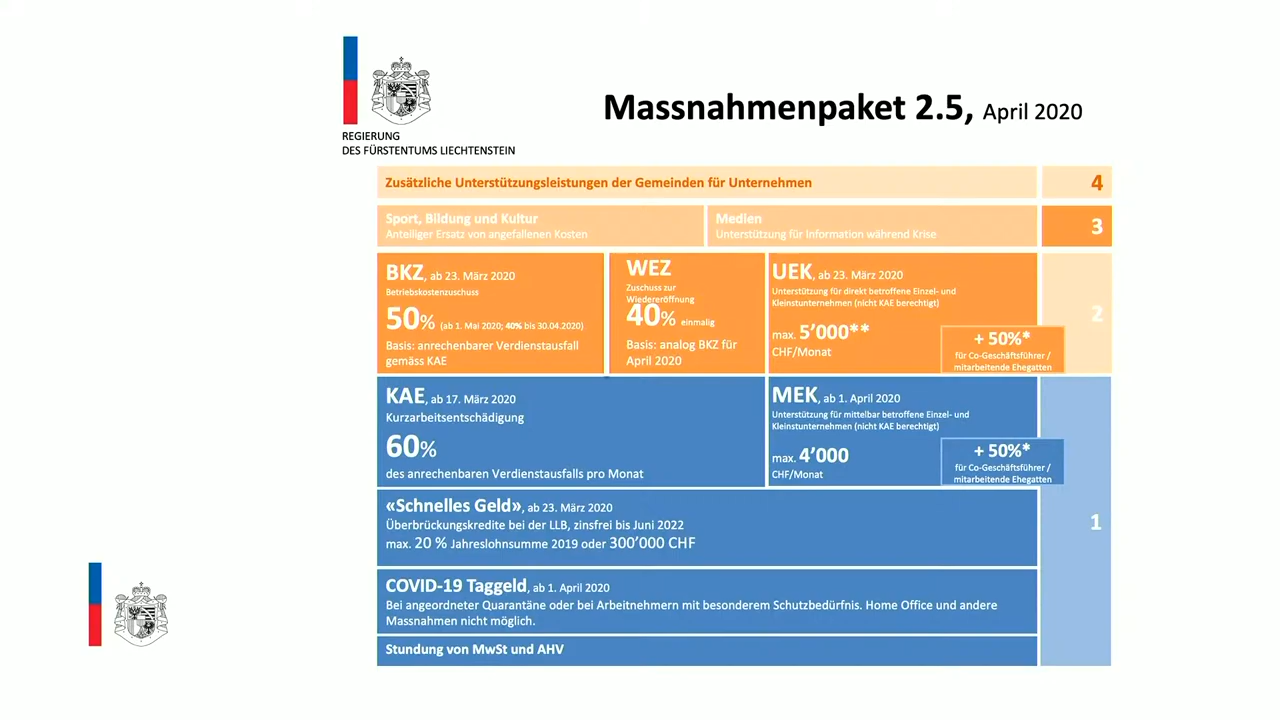 REGIERUNG
DES FÜRSTENTUMS LIECHTENSTEIN
Massnahmenpaket 2.5, April 2020
Zusätzliche Unterstützungsleistungen der Gemeinden für Unternehmen
4
Sport, Bildung und Kultur
Anteiliger Ersatz von angefallenen Kosten
Medien
Unterstützung für Information während Krise
3
BKZ, ab 23. März 2020
Betriebskostenzuschuss
50% (ab 1. Mai 2020; 40% bis 30.04.2020)
Basis: anrechenbarer Verdienstausfall
gemäss KAE
WEZ
Zuschuss zur
Wiedereröffnung
40% einmalig
Basis: analog BKZ für
April 2020
UEK, ab 23. März 2020
Unterstützung für direkt betroffene Einzel- und
Kleinstunternehmen (nicht KAE berechtigt)
max. 5'000**
CHF/Monat
+ 50%*
für Co-Geschäftsführer /
mitarbeitende Ehegatten
2
KAE, ab 17. März 2020
Kurzarbeitsentschädigung
60%
des anrechenbaren Verdienstausfalls pro Monat
MEK, ab 1. April 2020
Unterstützung für mittelbar betroffene Einzel- und
Kleinstunternehmen (nicht KAE berechtigt)
max. 4'000
CHF/Monat
+ 50%*
für Co-Geschäftsführer /
mitarbeitende Ehegatten
«Schnelles Geld», ab 23. März 2020
Überbrückungskredite bei der LLB, zinsfrei bis Juni 2022
max. 20 % Jahreslohnsumme 2019 oder 300'000 CHF
1
COVID-19 Taggeld, ab 1. April 2020
Bei angeordneter Quarantäne oder bei Arbeitnehmern mit besonderem Schutzbedürfnis. Home Office und andere
Massnahmen nicht möglich.
Stundung von MwSt und AHV